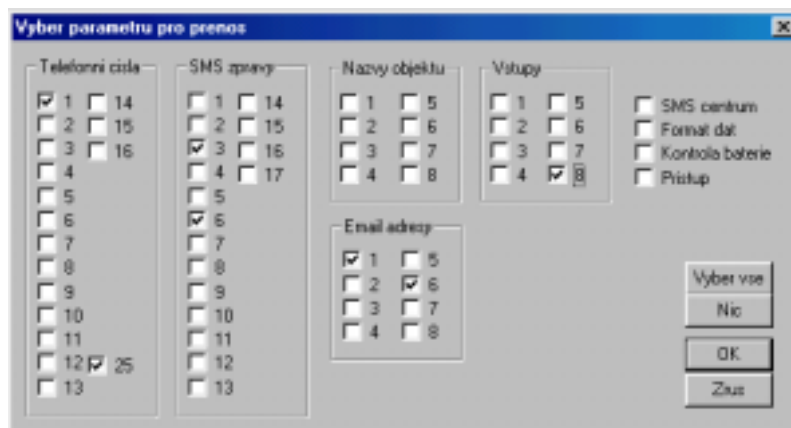 Vyber parametru pro prenos
Telefonni cisla
1 14
2 15
3 16
4
5
6
7
8
9
10
11
12 25
13
SMS zpravy
1 14
2 15
3 16
4 17
5
6
7
8
9
10
11
12
13
Nazvy objektu
1 5
2 6
3 7
4 8
Vstupy
1 5
2 6
3 7
4 8
SMS centrum
Format dat
Kontrola baterie
Pristup
Email adresy
1 5
2 6
3 7
4 8
Vyber vse
Nic
OK
Zrus